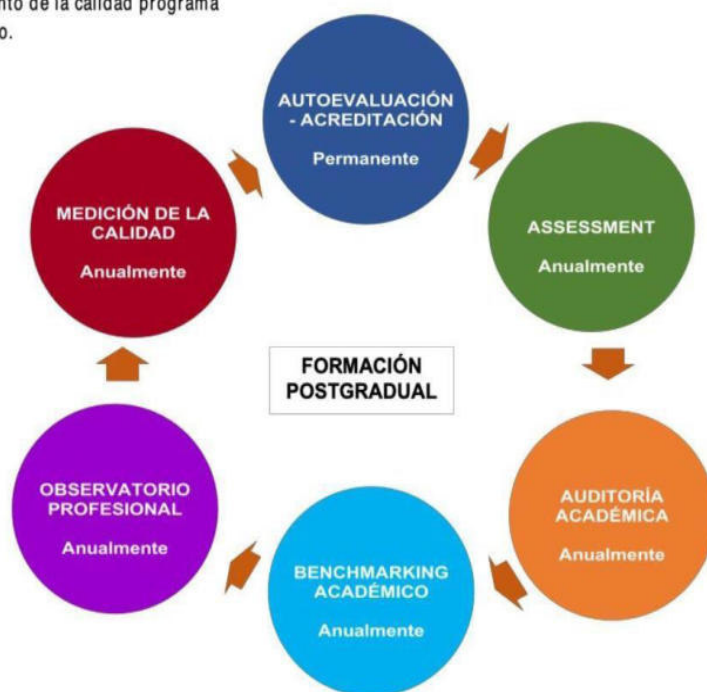 nto de la calidad programa
o.
AUTOEVALUACIÓN
- ACREDITACIÓN
Permanente
ASSESSMENT
Anualmente
AUDITORÍA
ACADÉMICA
Anualmente
BENCHMARKING
ACADÉMICO
Anualmente
OBSERVATORIO
PROFESIONAL
Anualmente
MEDICIÓN DE LA
CALIDAD
Anualmente
FORMACIÓN
POSTGRADUAL